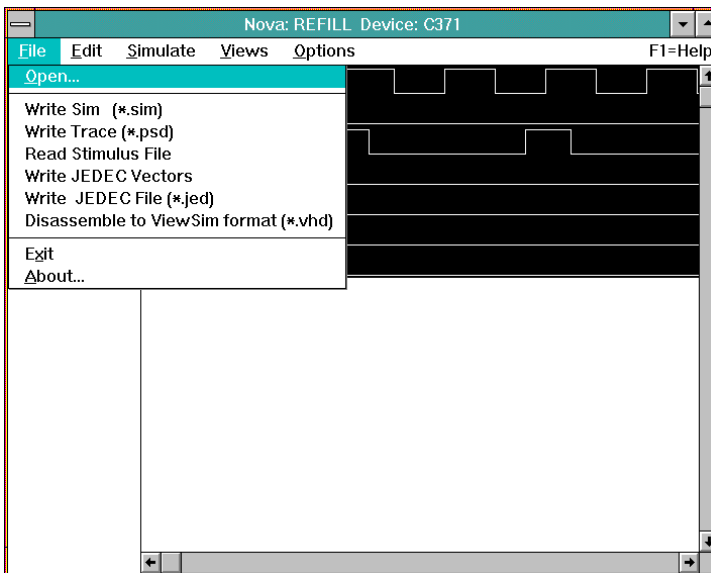 Nova: REFILL Device: C371
File Edit Simulate Views Options F1=Help
Open...
Write Sim (*.sim)
Write Trace (*.psd)
Read Stimulus File
Write JEDEC Vectors
Write JEDEC File (*.jed)
Disassemble to ViewSim format (*.vhd)
Exit
About...